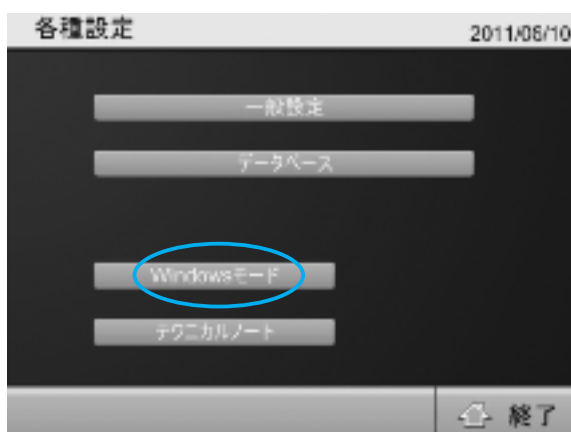 各種設定
2011/06/10
一般設定
データベース
Windowsモード
テクニカルノート
終了